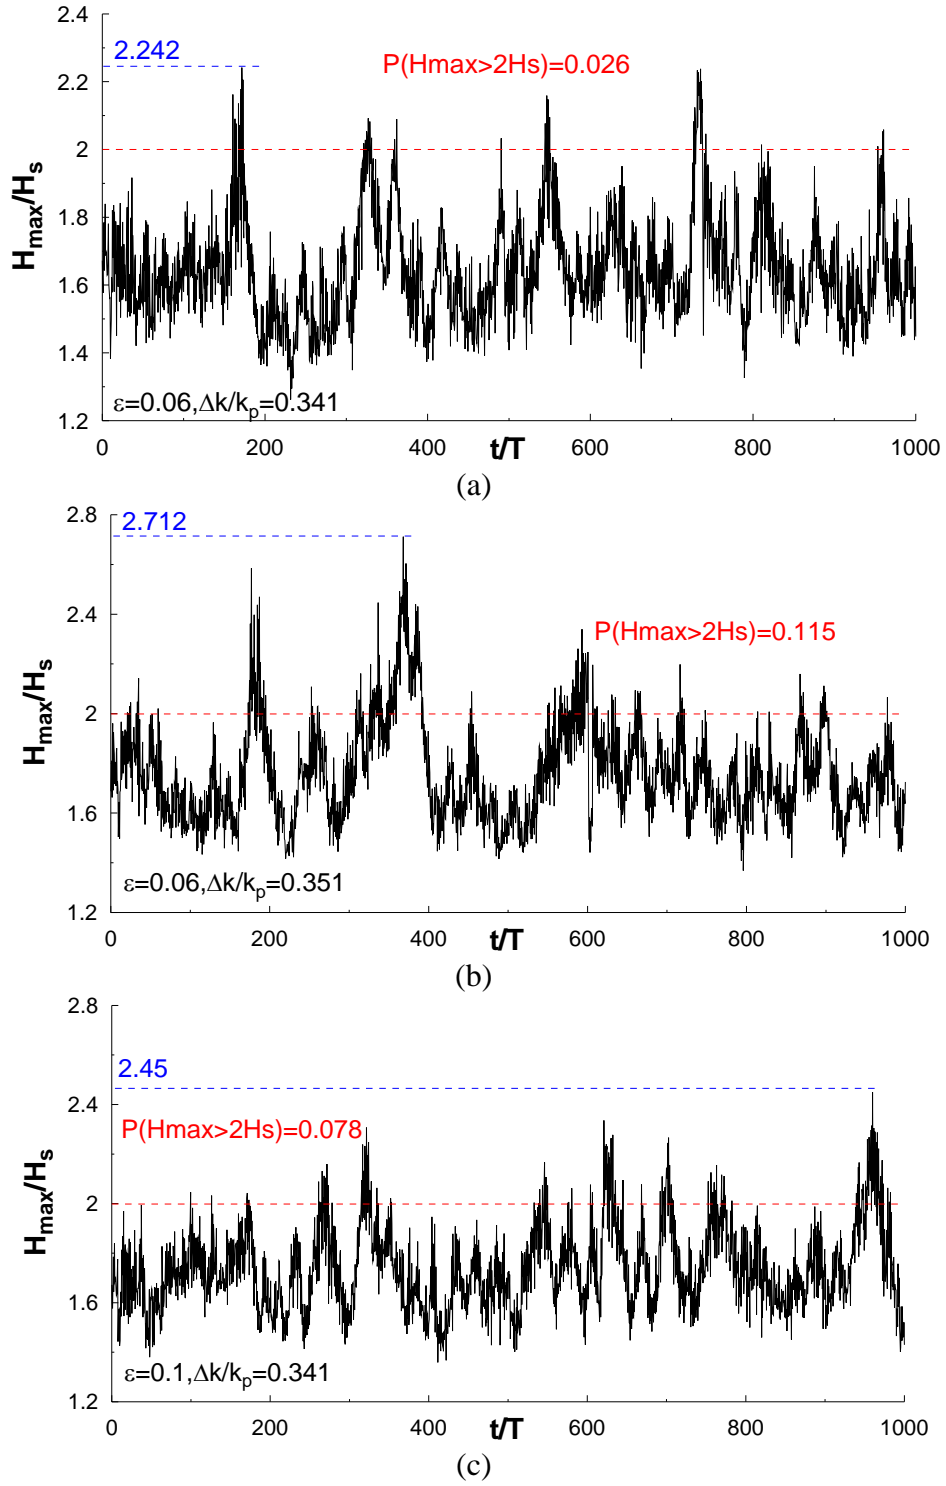 2.4
2.242
P(Hmax>2Hs)=0.026
2.2
2
1.8
1.6
1.4
1.2
Hmax/Hs
ε=0.06,Δk/kp=0.341
0
200
400
600
800
1000
t/T
(a)
2.8
2.712
2.4
P(Hmax>2Hs)=0.115
2
1.6
1.2
Hmax/Hs
ε=0.06,Δk/kp=0.351
0
200
400
600
800
1000
t/T
(b)
2.8
2.45
2.4
P(Hmax>2Hs)=0.078
2
1.6
1.2
Hmax/Hs
ε=0.1,Δk/kp=0.341
0
200
400
600
800
1000
t/T
(c)